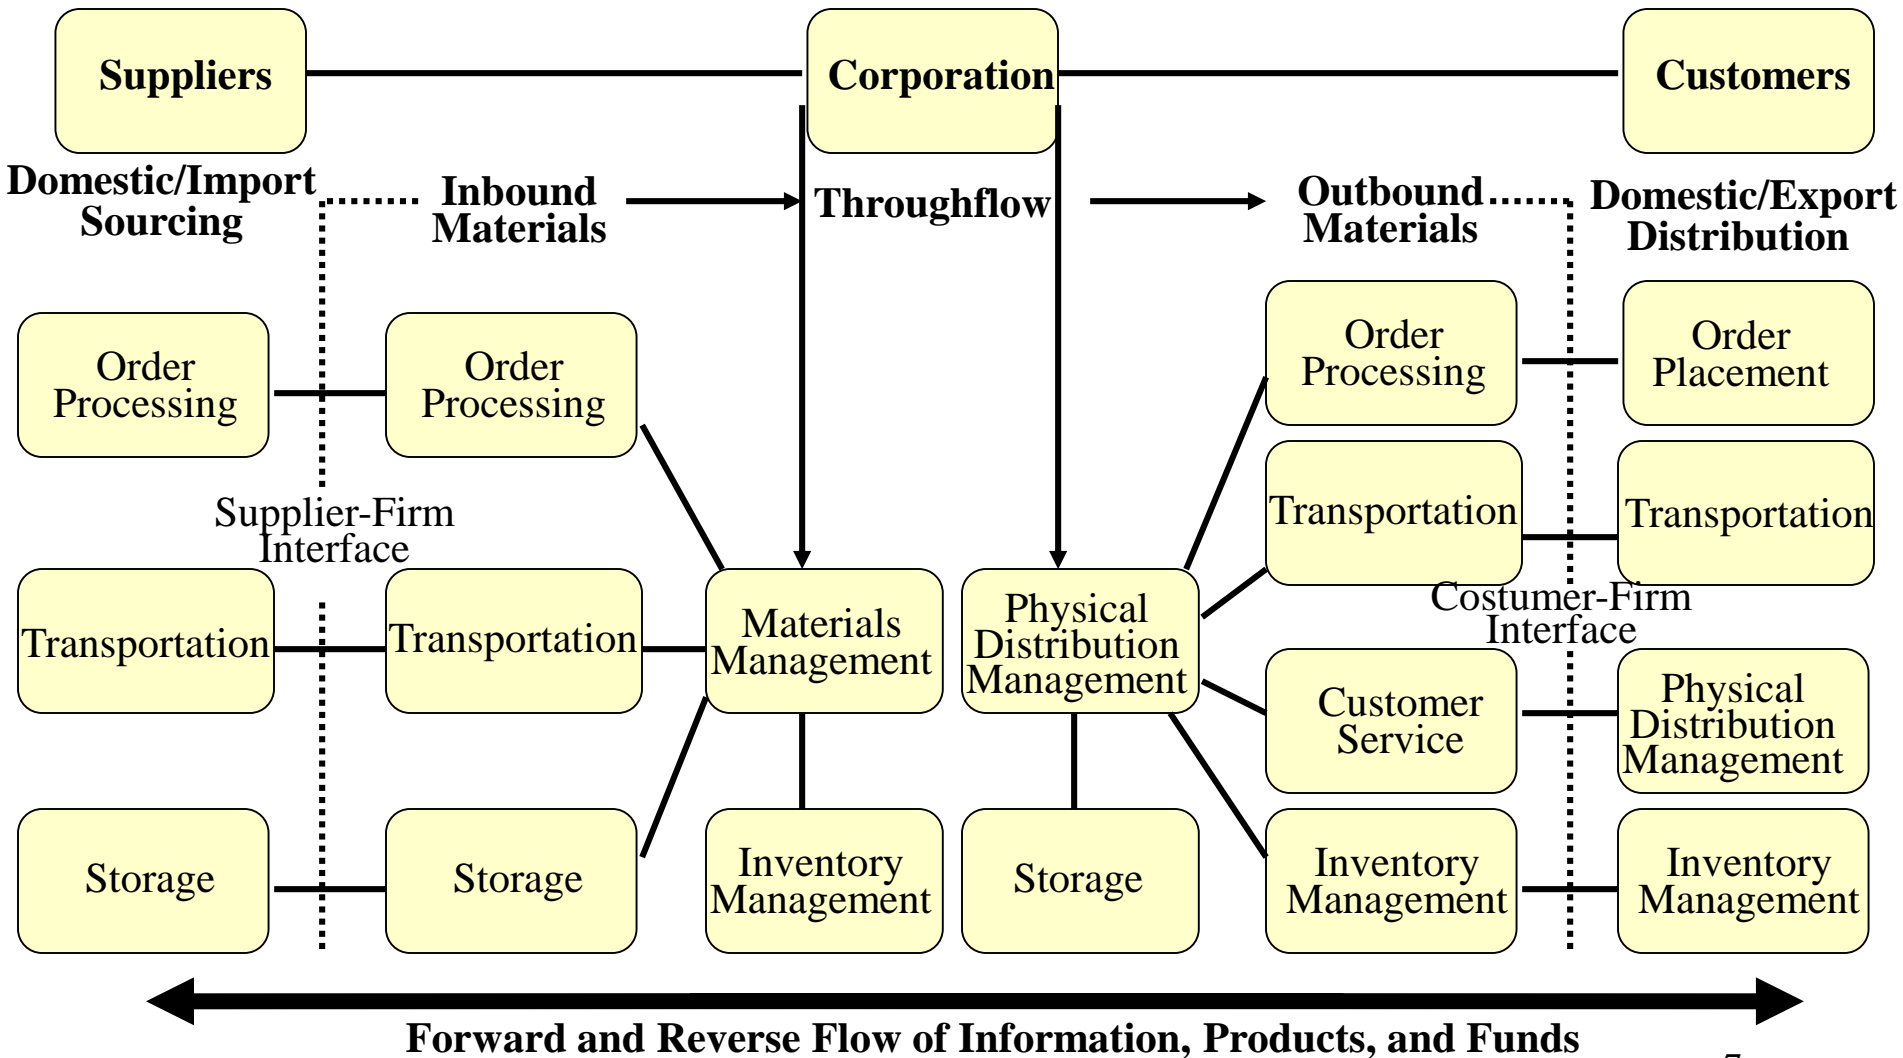 Suppliers
Corporation
Customers
Domestic/Import
Sourcing
Inbound
Materials
Throughflow
Outbound
Materials
Domestic/Export
Distribution
Order
Processing
Order
Processing
Order
Processing
Order
Placement
Supplier-Firm
Interface
Transportation
Transportation
Costumer-Firm
Interface
Transportation
Transportation
Materials
Management
Physical
Distribution
Management
Customer
Service
Physical
Distribution
Management
Storage
Storage
Inventory
Management
Storage
Inventory
Management
Inventory
Management
Forward and Reverse Flow of Information, Products, and Funds